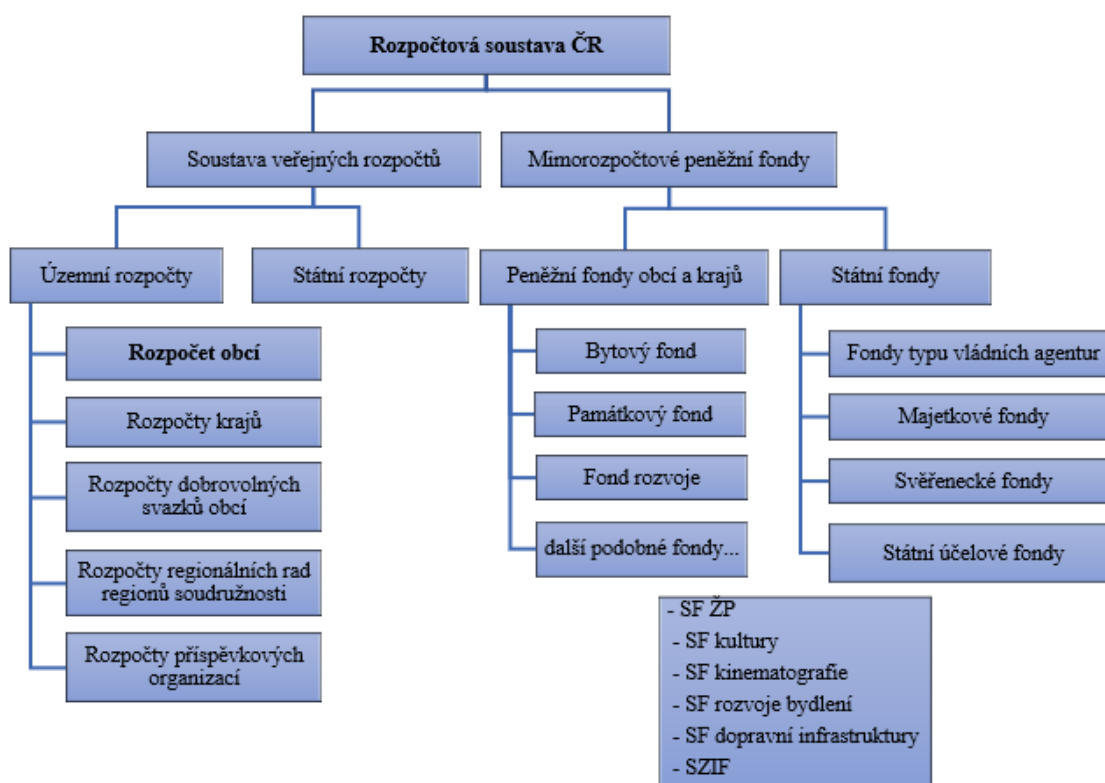 Rozpočtová soustava ČR
Soustava veřejných rozpočtů
Mimorozpočtové peněžní fondy
Územní rozpočty
Státní rozpočty
Peněžní fondy obcí a krajů
Státní fondy
Rozpočet obcí
Rozpočty krajů
Rozpočty dobrovolných
svazků obcí
Rozpočty regionálních rad
regionů soudružnosti
Rozpočty příspěvkových
organizací
Bytový fond
Památkový fond
Fond rozvoje
další podobné fondy...
Fondy typu vládních agentur
Majetkové fondy
Svěřenecké fondy
Státní účelové fondy
- SF ŽP
- SF kultury
- SF kinematografie
- SF rozvoje bydlení
- SF dopravní infrastruktury
- SZIF